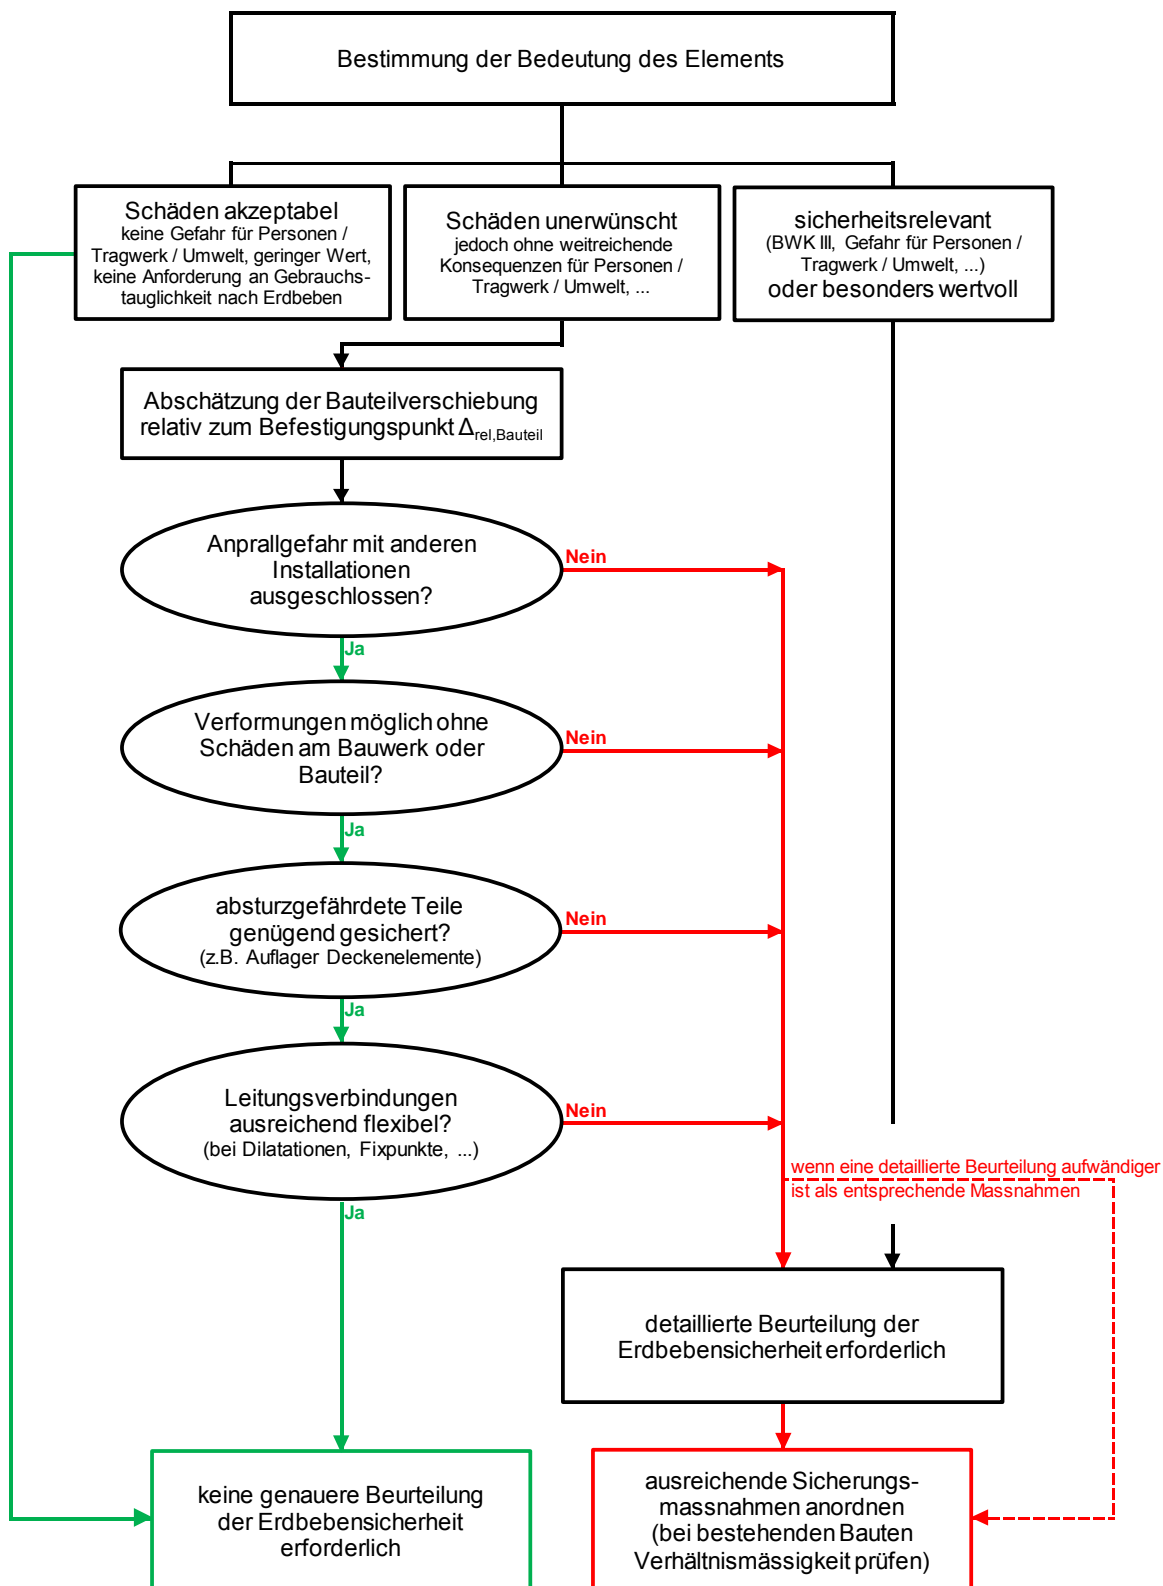 Bestimmung der Bedeutung des Elements
Schäden akzeptabel
keine Gefahr für Personen /
Tragwerk / Umwelt, geringer Wert,
keine Anforderung an Gebrauchs-
tauglichkeit nach Erdbeben
Schäden unerwünscht
jedoch ohne weitreichende
Konsequenzen für Personen /
Tragwerk / Umwelt, ...
sicherheitsrelevant
(BWK III, Gefahr für Personen /
Tragwerk / Umwelt, ...)
oder besonders wertvoll
Abschätzung der Bauteilverschiebung
relativ zum Befestigungspunkt Δrel,Bauteil
Anprallgefahr mit anderen
Installationen
ausgeschlossen?
Nein
Ja
Verformungen möglich ohne
Schäden am Bauwerk oder
Bauteil?
Nein
Ja
absturzgefährdete Teile
genügend gesichert?
(z.B. Auflager Deckenelemente)
Nein
Ja
Leitungsverbindungen
ausreichend flexibel?
(bei Dilatationen, Fixpunkte, ...)
Nein
Ja
wenn eine detaillierte Beurteilung aufwändiger
ist als entsprechende Massnahmen
detaillierte Beurteilung der
Erdbebensicherheit erforderlich
keine genauere Beurteilung
der Erdbebensicherheit
erforderlich
ausreichende Sicherungs-
massnahmen anordnen
(bei bestehenden Bauten
Verhältnismässigkeit prüfen)